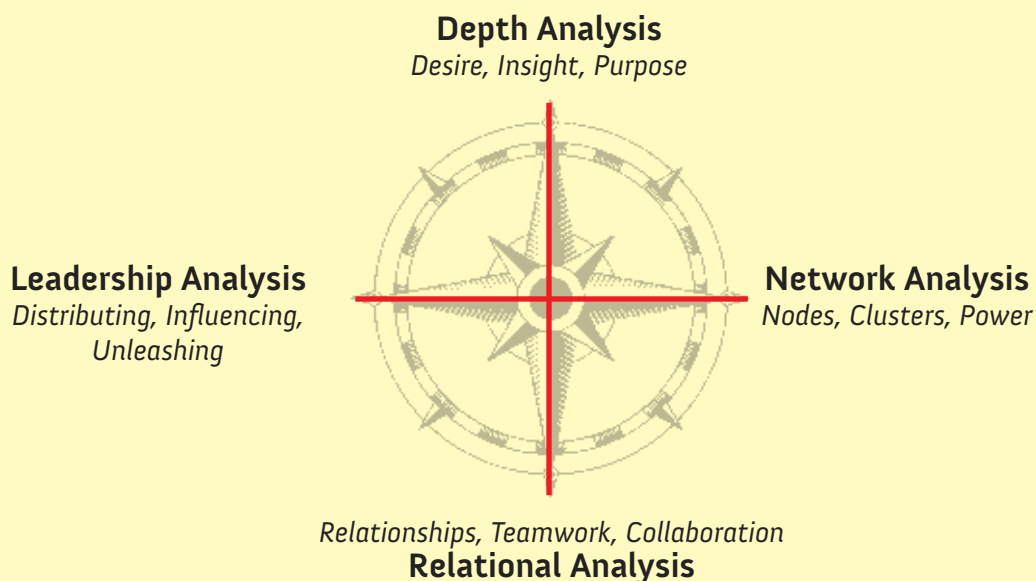 Depth Analysis
Desire, Insight, Purpose
Leadership Analysis
Distributing, Influencing,
Unleashing
Network Analysis
Nodes, Clusters, Power
Relationships, Teamwork, Collaboration
Relational Analysis